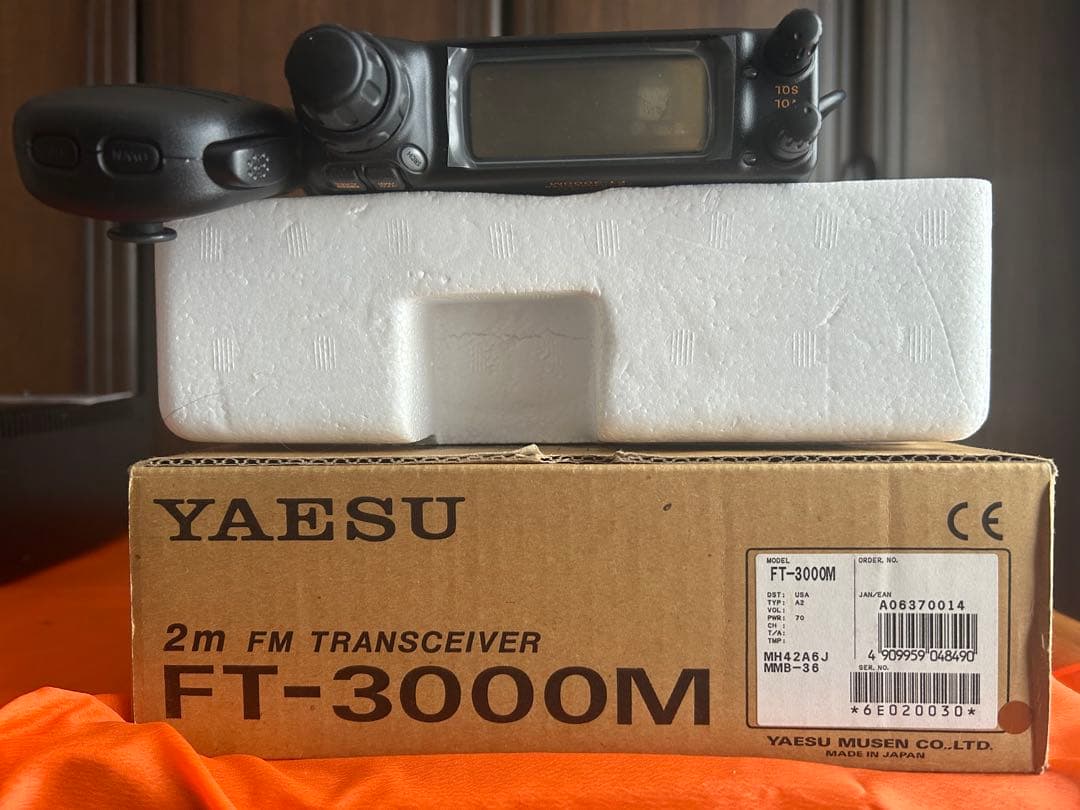 VOL
SQL
FT-3000M
YAESU
CE
MODEL
FT-3000M
ORDER. NO.
DST: USA
TYP: A2
VOL:
PWR: 70
CH :
T/A:
TMP:
JAN/EAN
A06370014
4 909959 048490
MH42A6J
MMB-36
SER. NO.
*6E020030*
2m FM TRANSCEIVER
FT-3000M
YAESU MUSEN CO.,LTD.
MADE IN JAPAN